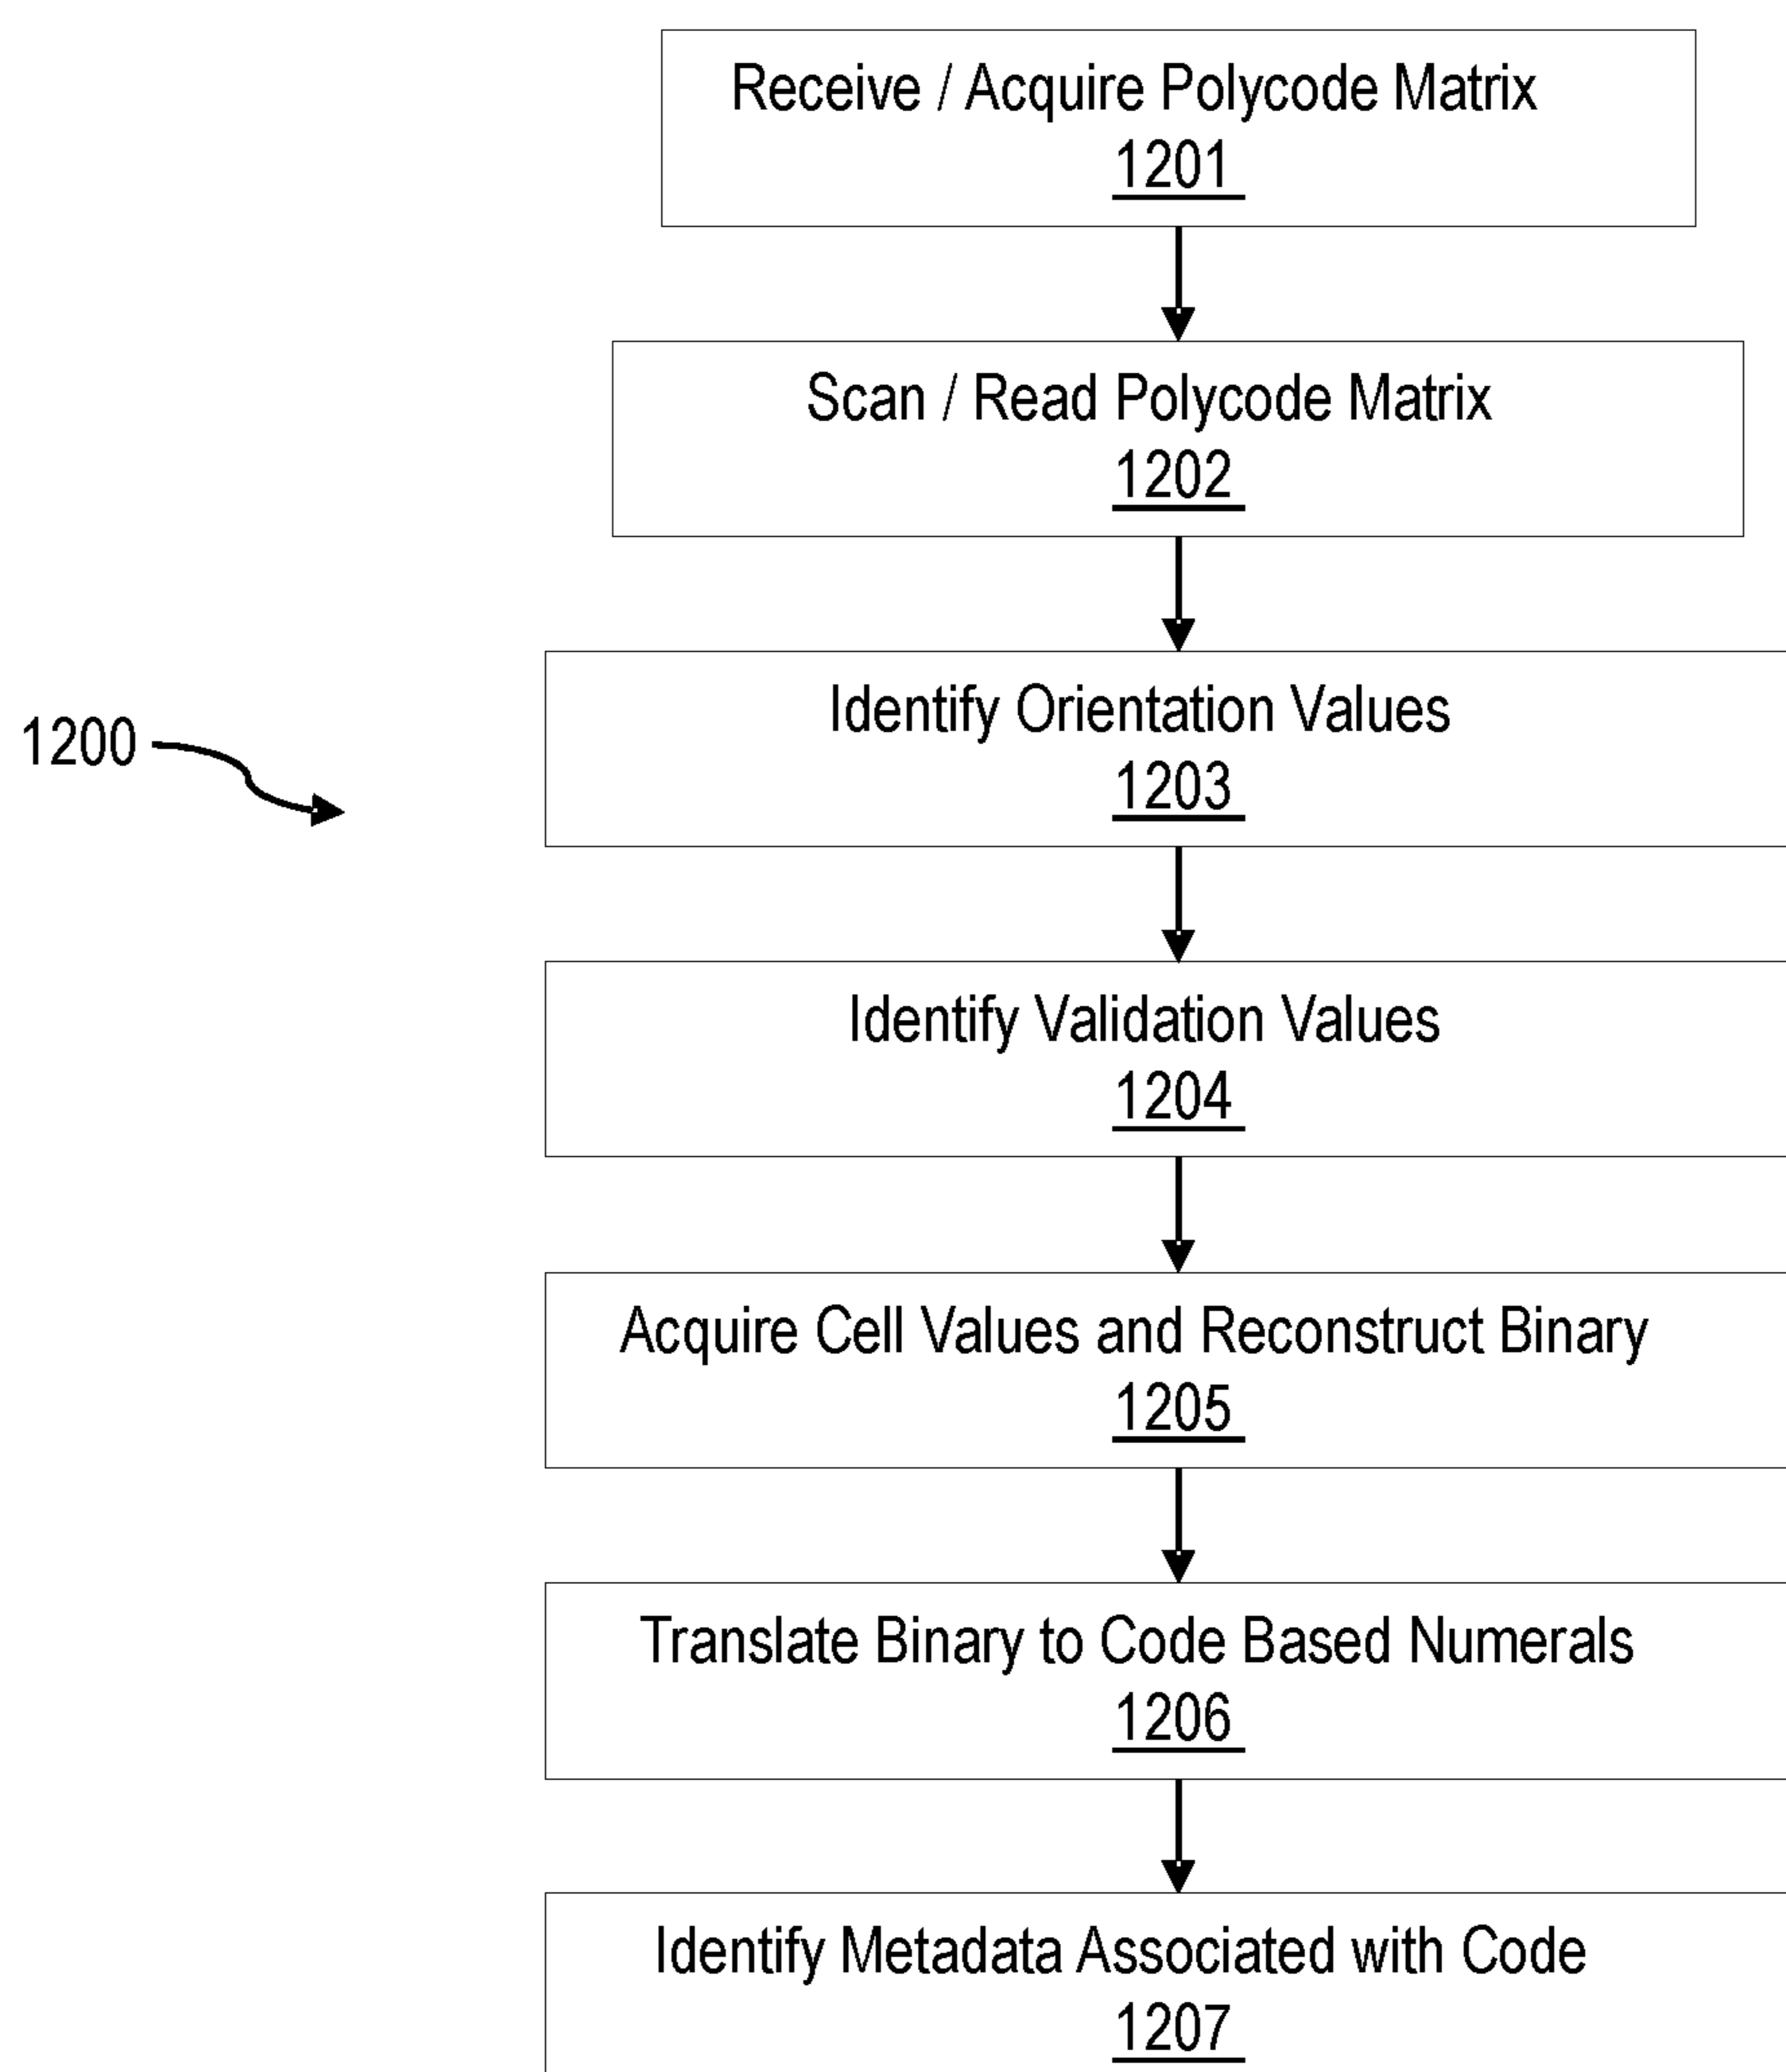 Receive / Acquire Polycode Matrix
1201
Scan / Read Polycode Matrix
1202
Identify Orientation Values
1203
1200
Identify Validation Values
1204
Acquire Cell Values and Reconstruct Binary
1205
Translate Binary to Code Based Numerals
1206
Identify Metadata Associated with Code
1207